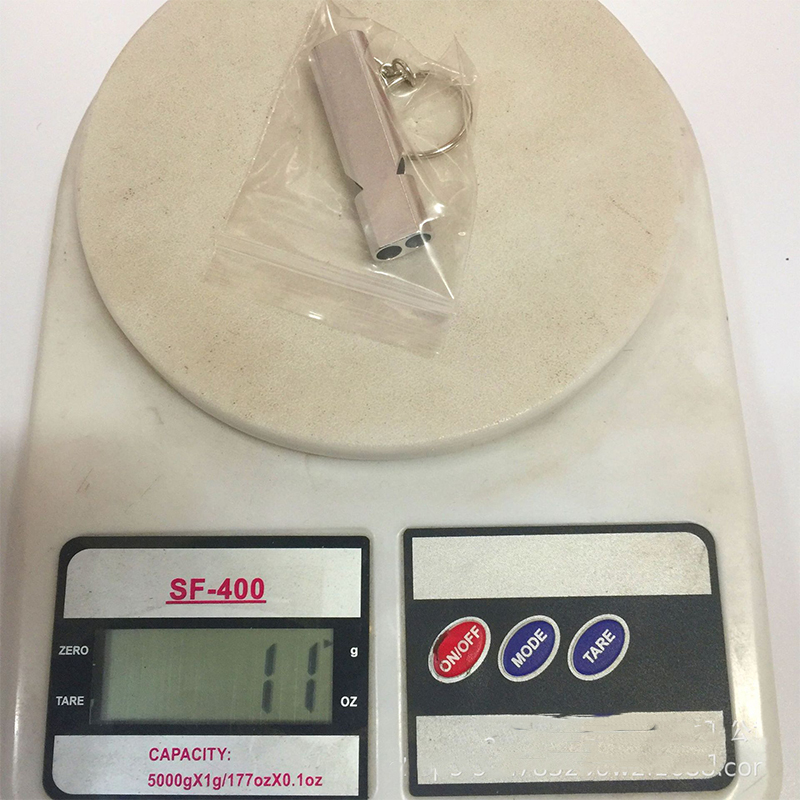 SF-400
ZERO
g
11
TARE
OZ
CAPACITY:
5000gX1g/177ozX0.1oz
ON/OFF
MODE
TARE